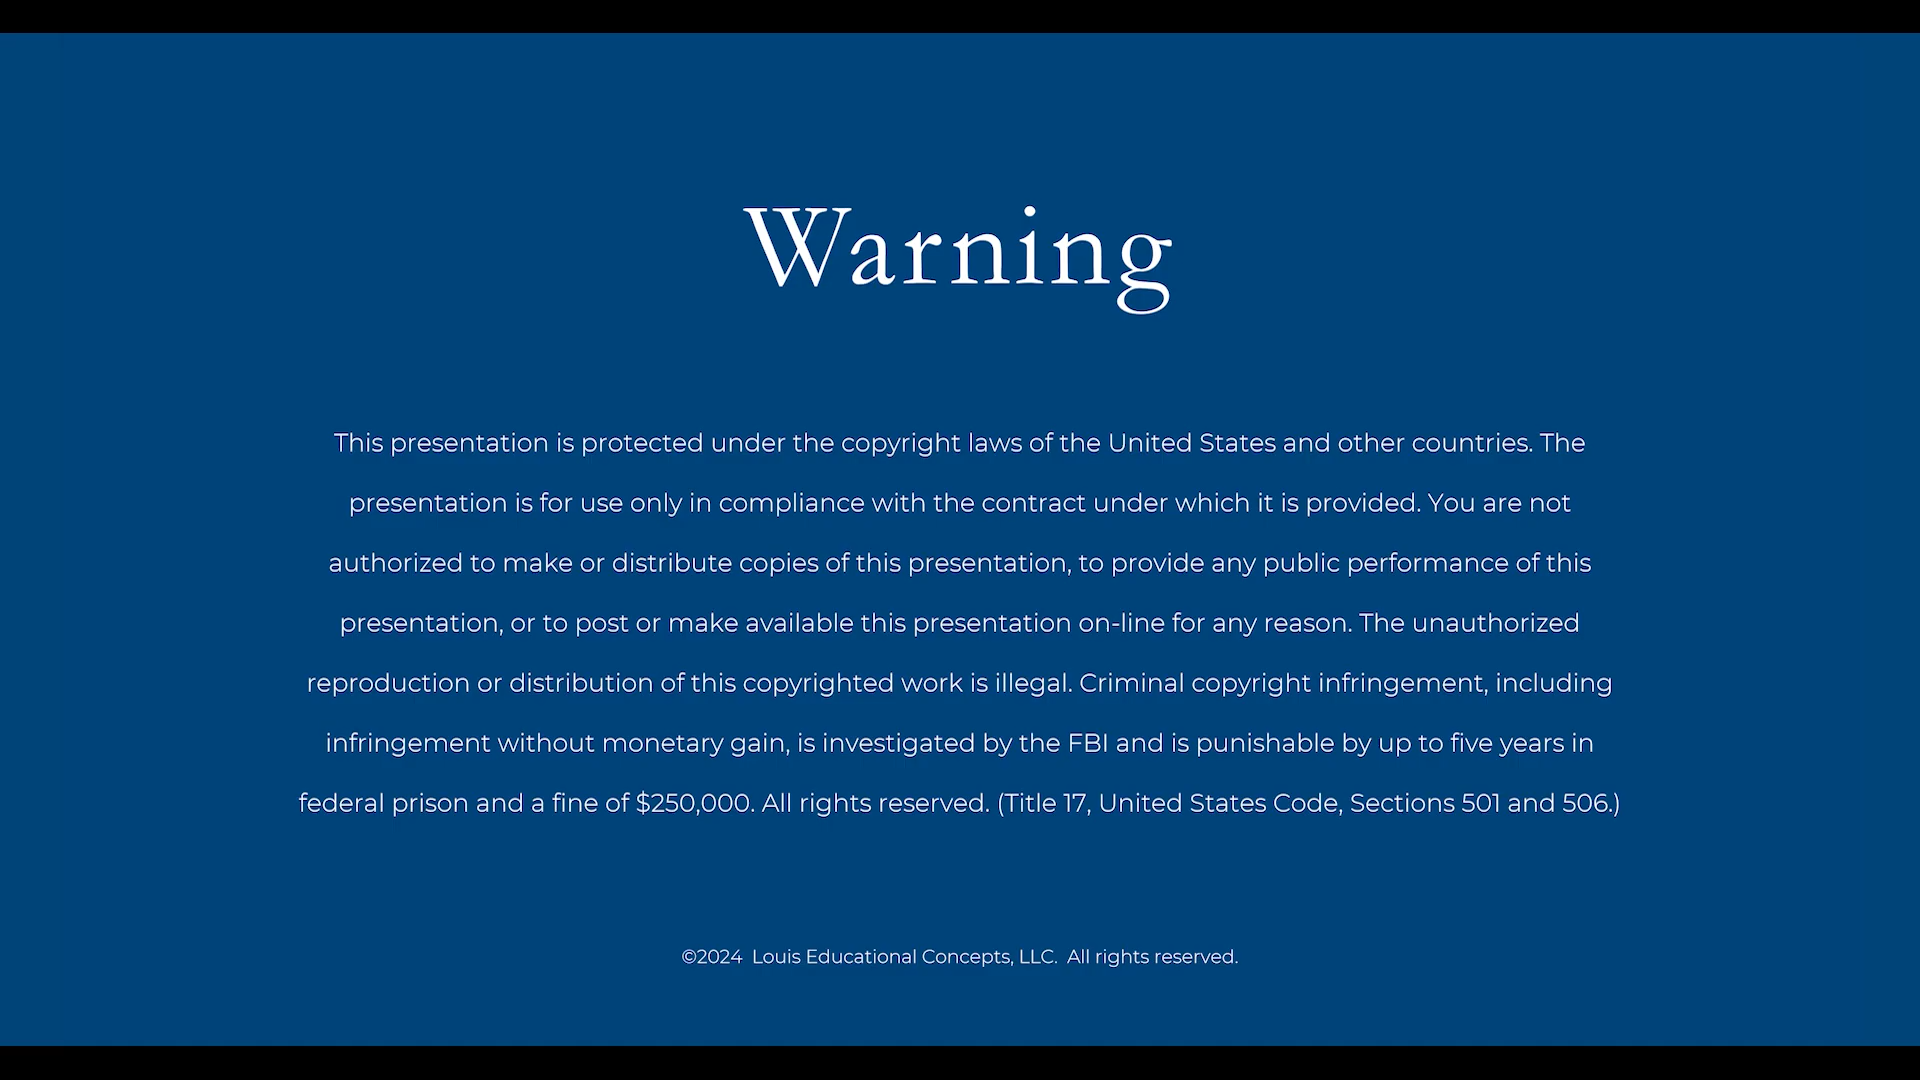 Warning
This presentation is protected under the copyright laws of the United States and other countries. The
presentation is for use only in compliance with the contract under which it is provided. You are not
authorized to make or distribute copies of this presentation, to provide any public performance of this
presentation, or to post or make available this presentation on-line for any reason. The unauthorized
reproduction or distribution of this copyrighted work is illegal. Criminal copyright infringement, including
infringement without monetary gain, is investigated by the FBI and is punishable by up to five years in
federal prison and a fine of $250,000. All rights reserved. (Title 17, United States Code, Sections 501 and 506.)
©2024 Louis Educational Concepts, LLC. All rights reserved.